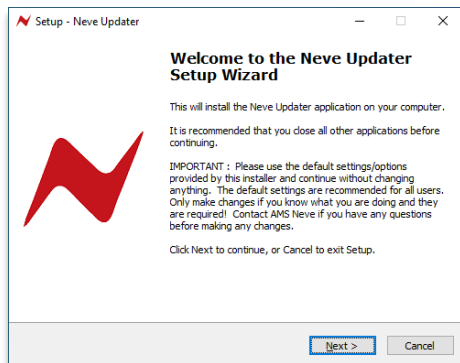 Setup - Neve Updater
Welcome to the Neve Updater
Setup Wizard
This will install the Neve Updater application on your computer.
It is recommended that you close all other applications before
continuing.
IMPORTANT : Please use the default settings/options
provided by this installer and continue without changing
anything. The default settings are recommended for all users.
Only make changes if you know what you are doing and they
are required! Contact AMS Neve if you have any questions
before making any changes.
Click Next to continue, or Cancel to exit Setup.
Next >
Cancel